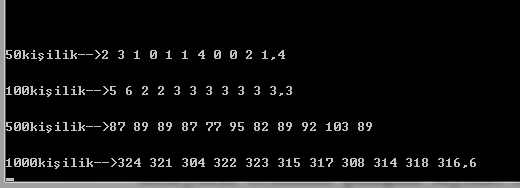 50kişilik-->2 3 1 0 1 1 4 0 0 2 1,4
100kişilik-->5 6 2 2 3 3 3 3 3 3 3,3
500kişilik-->87 89 89 87 77 95 82 89 92 103 89
1000kişilik-->324 321 304 322 323 315 317 308 314 318 316,6